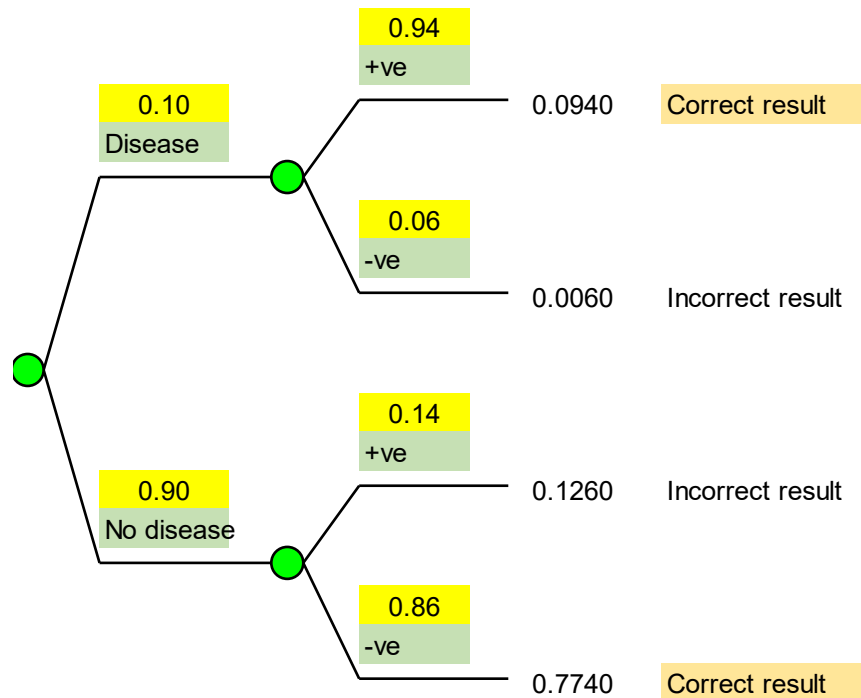 0.94
+ve
0.10
0.0940 Correct result
Disease
0.06
-ve
0.0060 Incorrect result
0.14
+ve
0.90
0.1260 Incorrect result
No disease
0.86
-ve
0.7740 Correct result